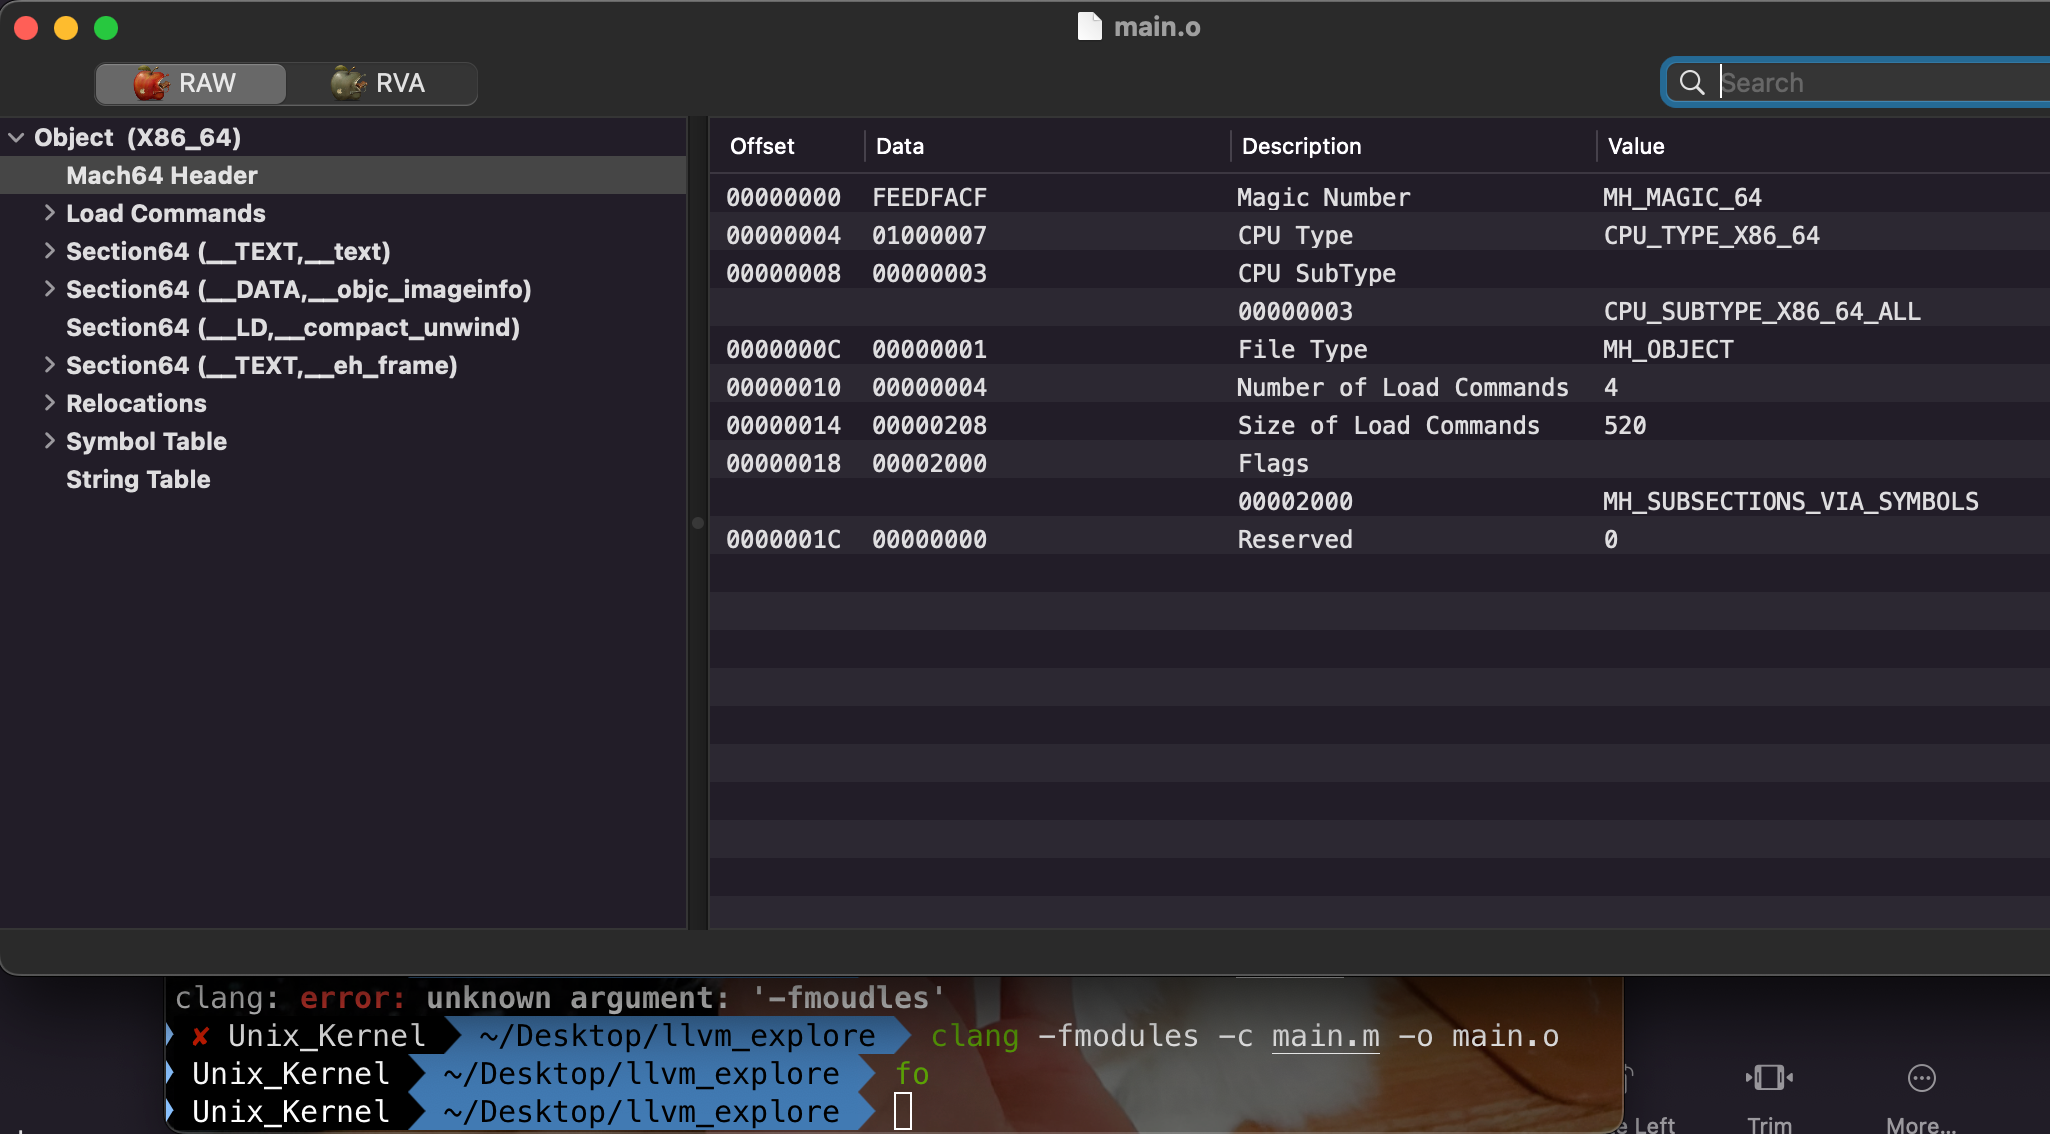 main.o
RAW RVA
Search
Object (X86_64)
Mach64 Header
Load Commands
Section64 (__TEXT,__text)
Section64 (__DATA,__objc_imageinfo)
Section64 (__LD,__compact_unwind)
Section64 (__TEXT,__eh_frame)
Relocations
Symbol Table
String Table
Offset Data Description Value
00000000 FEEDFACF Magic Number MH_MAGIC_64
00000004 01000007 CPU Type CPU_TYPE_X86_64
00000008 00000003 CPU SubType
00000003 CPU_SUBTYPE_X86_64_ALL
0000000C 00000001 File Type MH_OBJECT
00000010 00000004 Number of Load Commands 4
00000014 00000208 Size of Load Commands 520
00000018 00002000 Flags
00002000 MH_SUBSECTIONS_VIA_SYMBOLS
0000001C 00000000 Reserved 0
clang: error: unknown argument: '-fmoudles'
✘ Unix_Kernel ~/Desktop/llvm_explore clang -fmodules -c main.m -o main.o
Unix_Kernel ~/Desktop/llvm_explore fo
Unix_Kernel ~/Desktop/llvm_explore
Left Trim More...